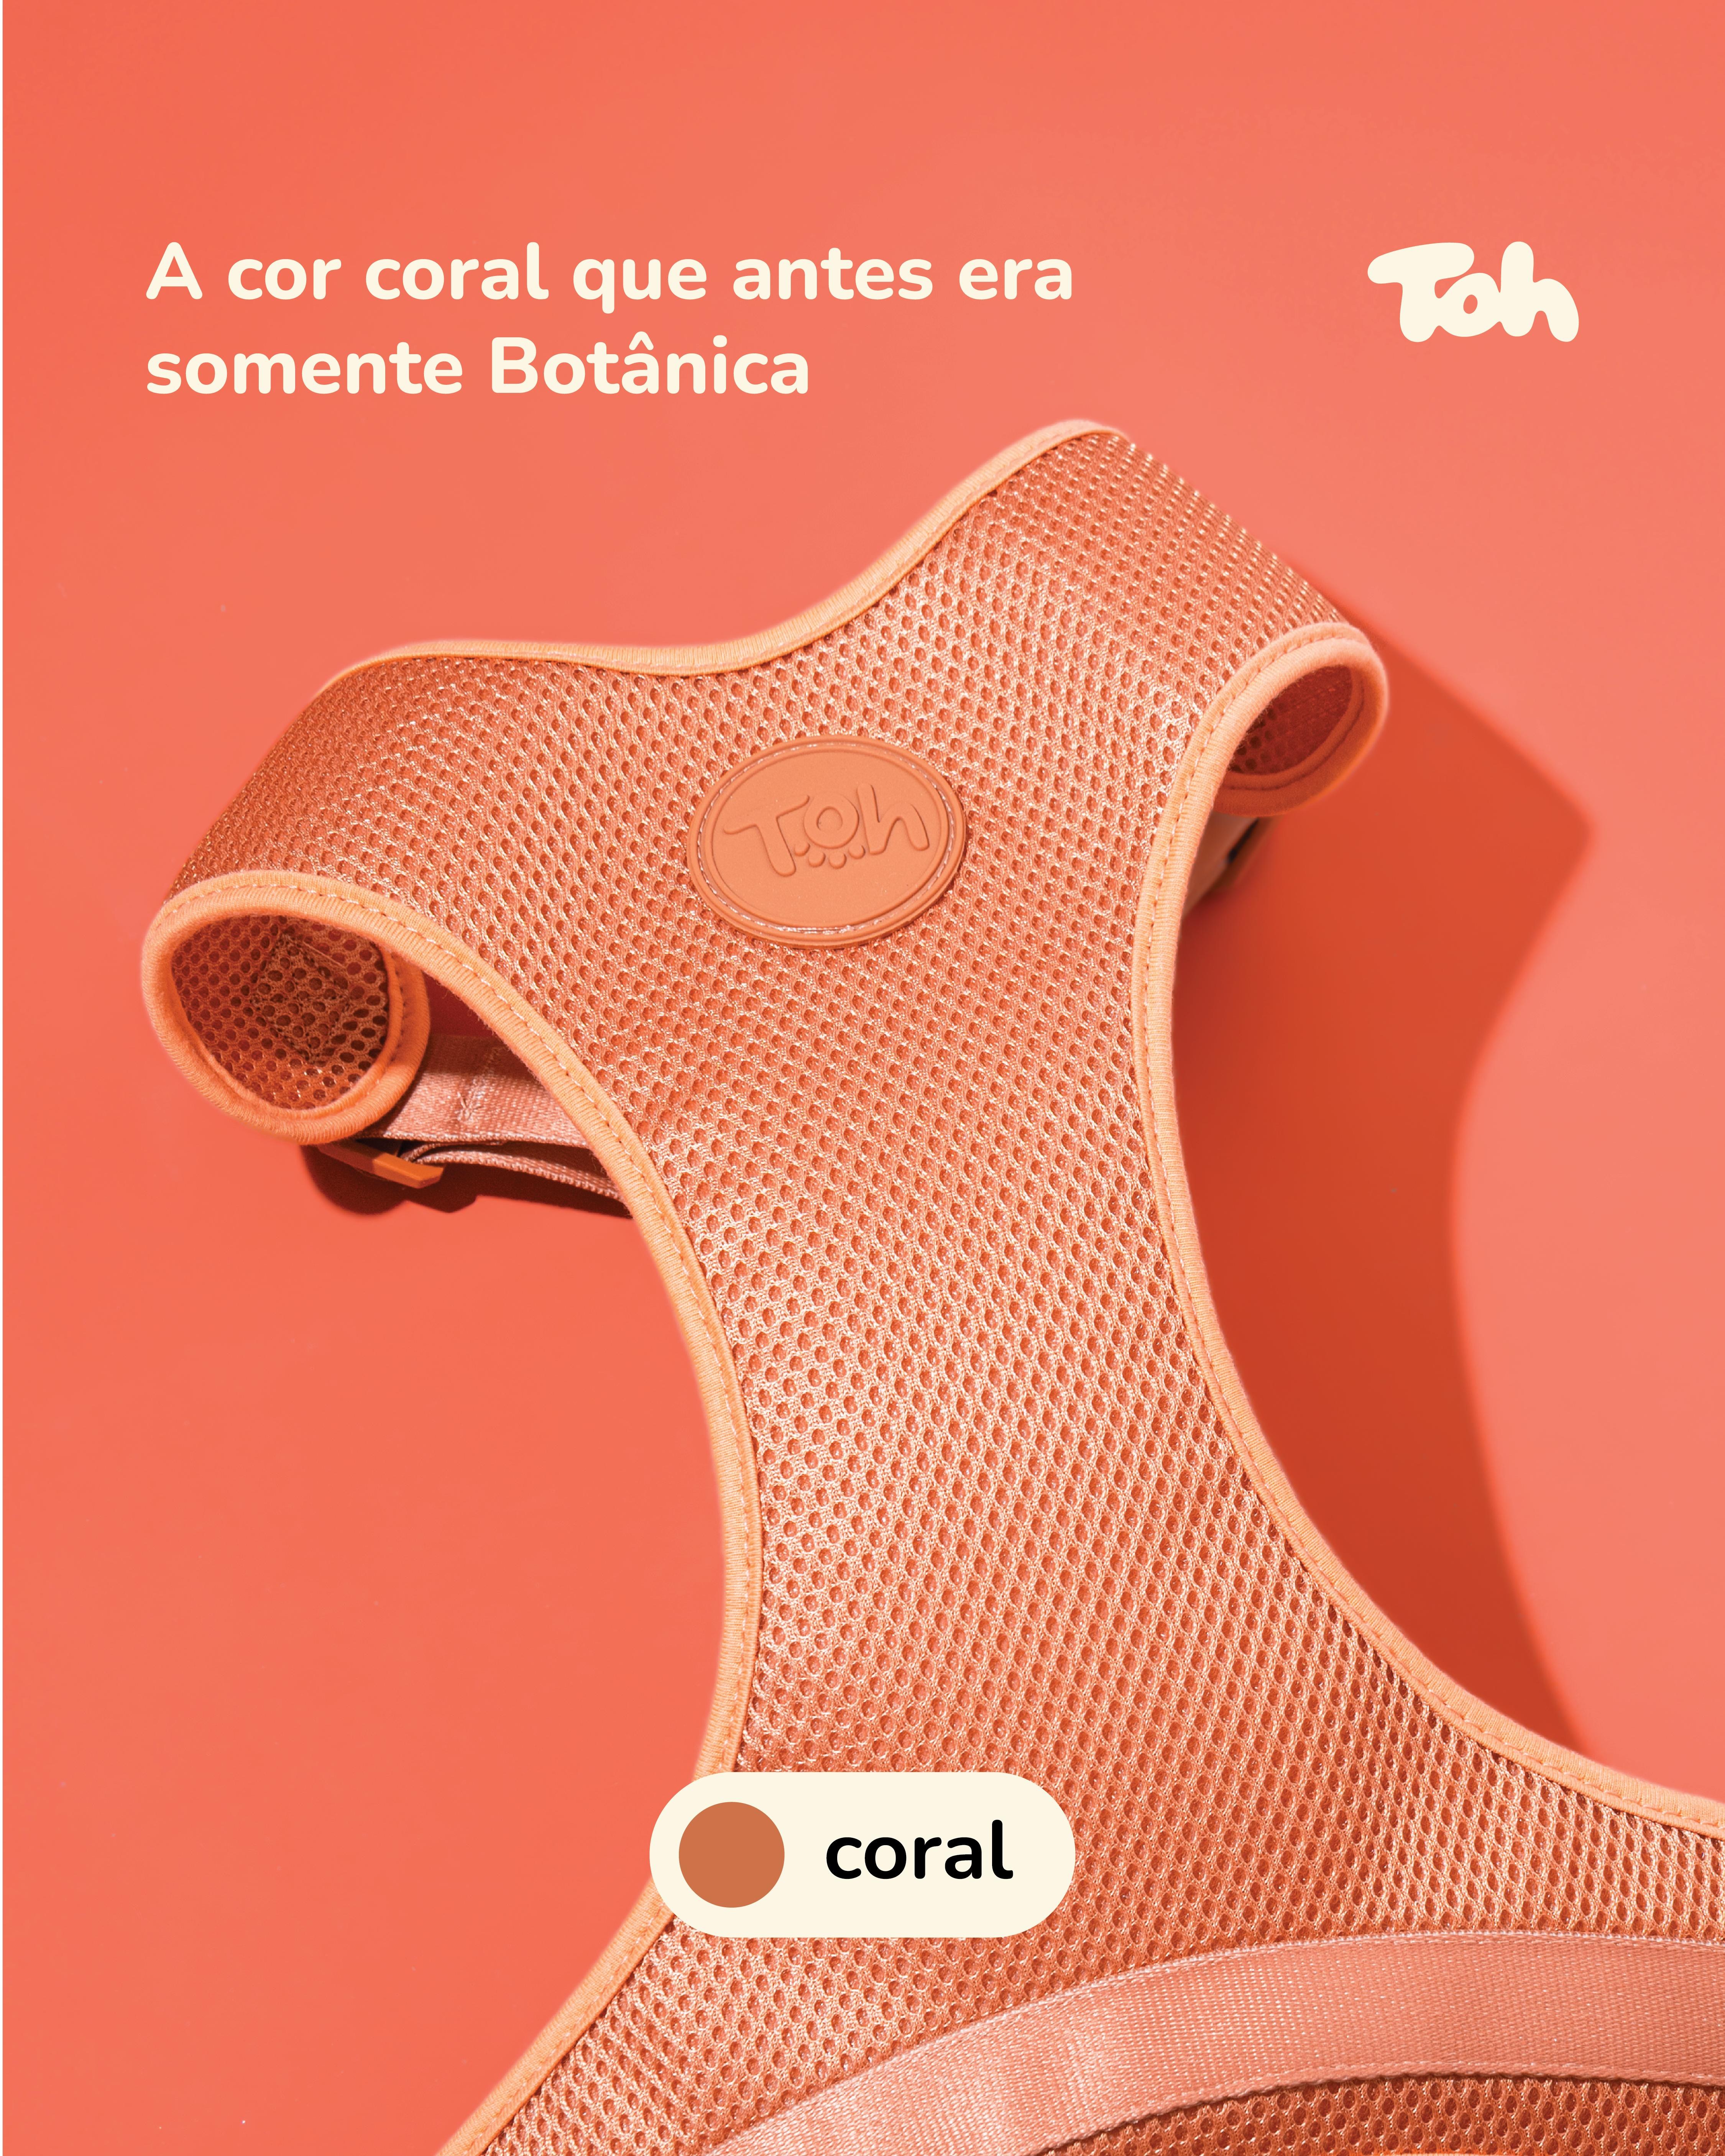 A cor coral que antes era
somente Botânica
Toh
Toh
coral